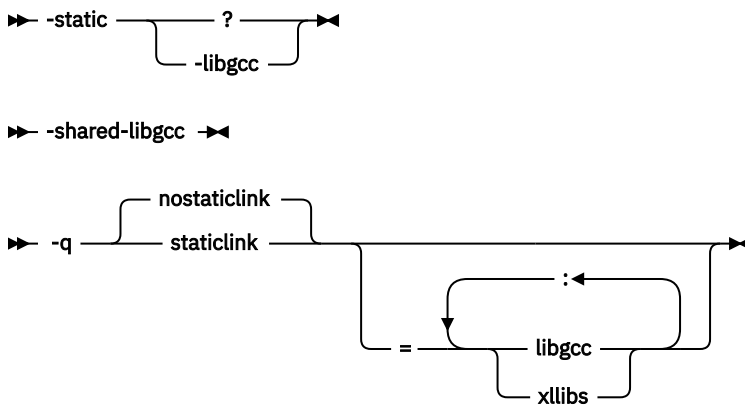 -static ?
-libgcc
-shared-libgcc
nostaticlink
-q staticlink
:
= libgcc
xllibs